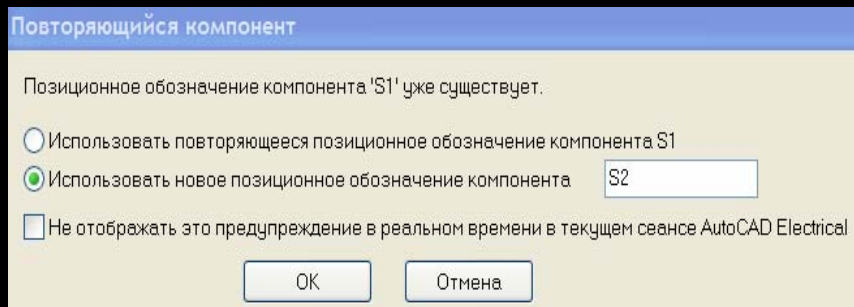 Повторяющийся компонент
Позиционное обозначение компонента 'S1' уже существует.
Использовать повторяющееся позиционное обозначение компонента S1
Использовать новое позиционное обозначение компонента S2
Не отображать это предупреждение в реальном времени в текущем сеансе AutoCAD Electrical
OK Отмена